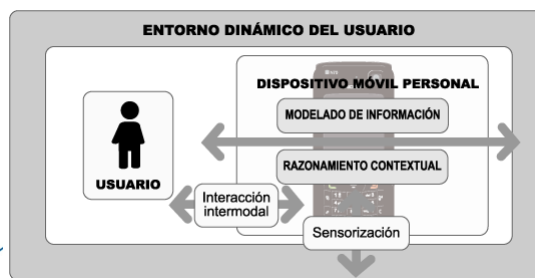 ENTORNO DINÁMICO DEL USUARIO
DISPOSITIVO MÓVIL PERSONAL
MODELADO DE INFORMACIÓN
RAZONAMIENTO CONTEXTUAL
USUARIO
Interacción
intermodal
Sensorización